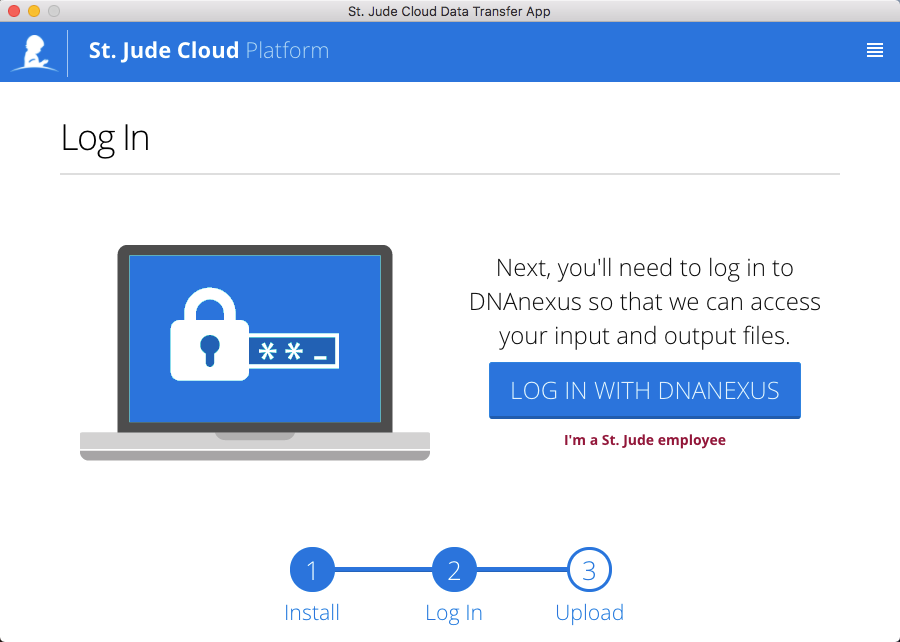 St. Jude Cloud Data Transfer App
St. Jude Cloud Platform
Log In
Next, you'll need to log in to
DNAnexus so that we can access
your input and output files.
LOG IN WITH DNANEXUS
I'm a St. Jude employee
* * _
1 2 3
Install Log In Upload